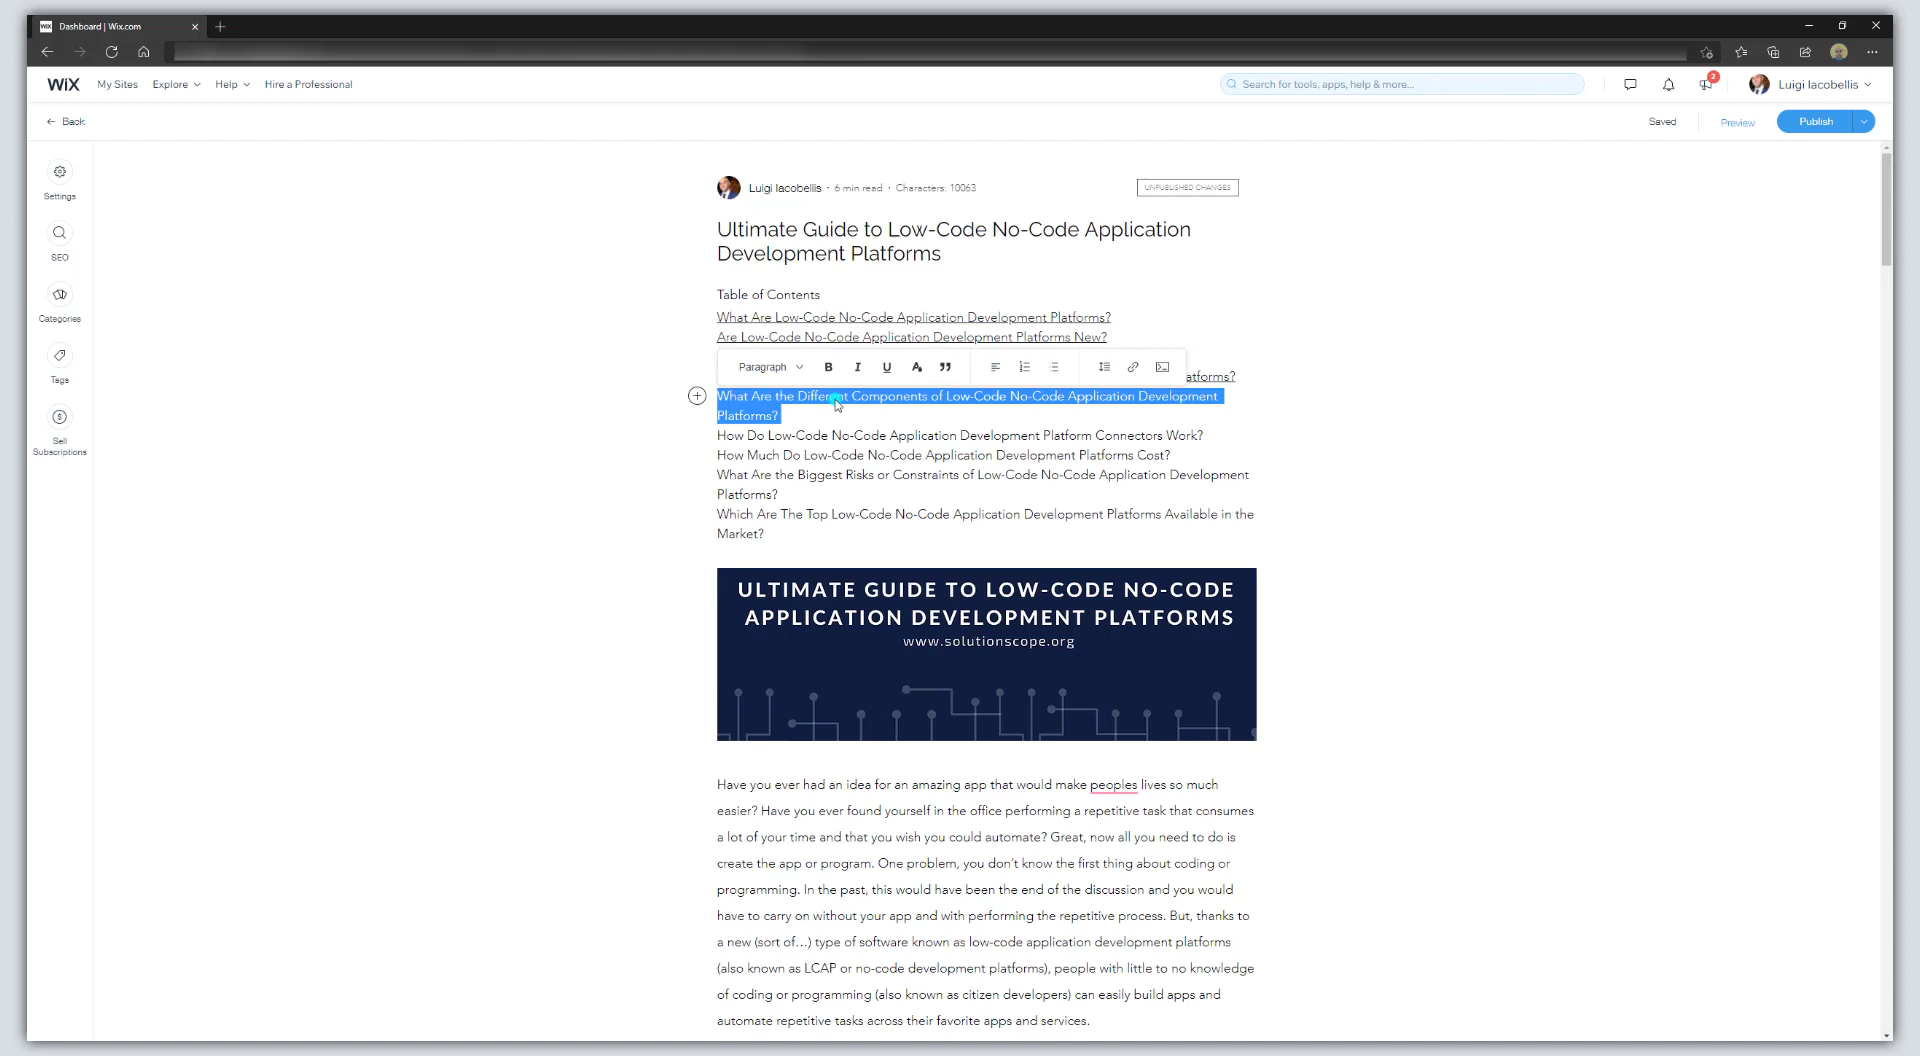 Dashboard | Wix.com
WiX My Sites Explore Help Hire a Professional Search for tools, apps, help & more... 2 Luigi Iacobellis
Back Saved Preview Publish
Settings
SEO
Categories
Tags
Sell
Subscriptions
Luigi Iacobellis · 6 min read · Characters: 10063 UNPUBLISHED CHANGES
Ultimate Guide to Low-Code No-Code Application
Development Platforms
Table of Contents
What Are Low-Code No-Code Application Development Platforms?
Are Low-Code No-Code Application Development Platforms New?
Paragraph B I U A
atforms?
What Are the Different Components of Low-Code No-Code Application Development
Platforms?
How Do Low-Code No-Code Application Development Platform Connectors Work?
How Much Do Low-Code No-Code Application Development Platforms Cost?
What Are the Biggest Risks or Constraints of Low-Code No-Code Application Development
Platforms?
Which Are The Top Low-Code No-Code Application Development Platforms Available in the
Market?
ULTIMATE GUIDE TO LOW-CODE NO-CODE
APPLICATION DEVELOPMENT PLATFORMS
www.solutionscope.org
Have you ever had an idea for an amazing app that would make peoples lives so much
easier? Have you ever found yourself in the office performing a repetitive task that consumes
a lot of your time and that you wish you could automate? Great, now all you need to do is
create the app or program. One problem, you don't know the first thing about coding or
programming. In the past, this would have been the end of the discussion and you would
have to carry on without your app and with performing the repetitive process. But, thanks to
a new (sort of...) type of software known as low-code application development platforms
(also known as LCAP or no-code development platforms), people with little to no knowledge
of coding or programming (also known as citizen developers) can easily build apps and
automate repetitive tasks across their favorite apps and services.